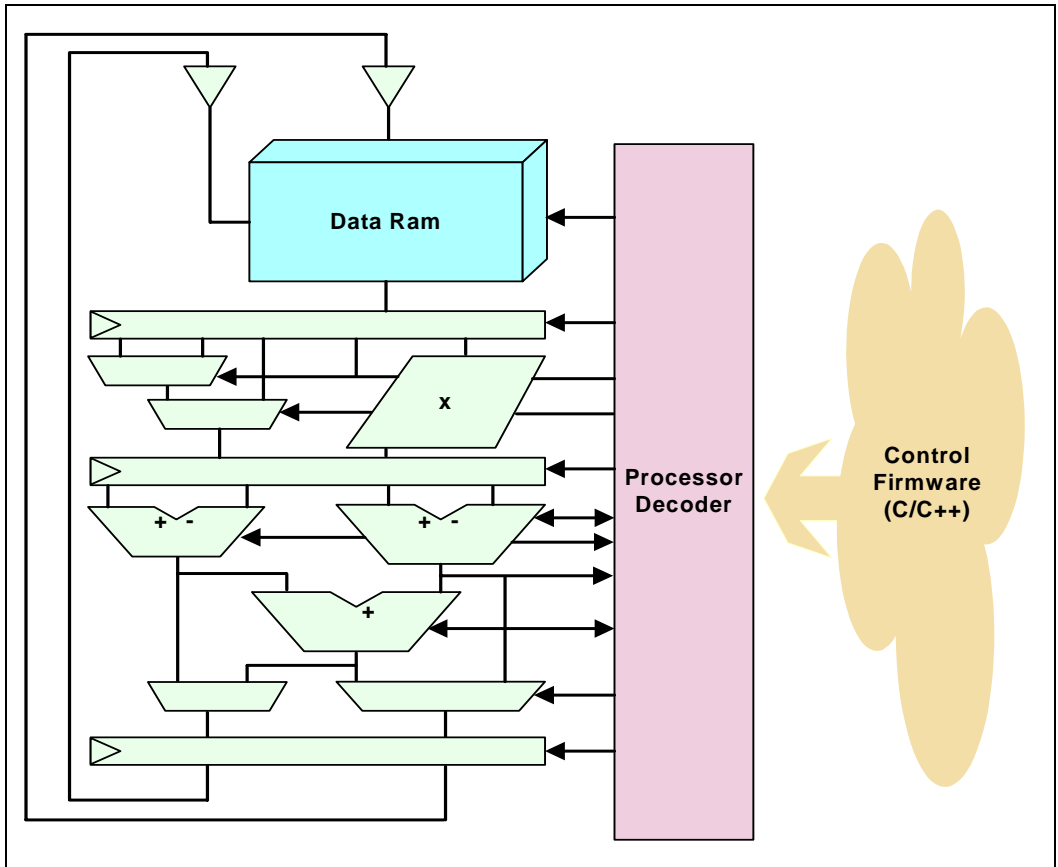 Data Ram
x
Processor
Decoder
Control
Firmware
(C/C++)
+ -
+ -
+